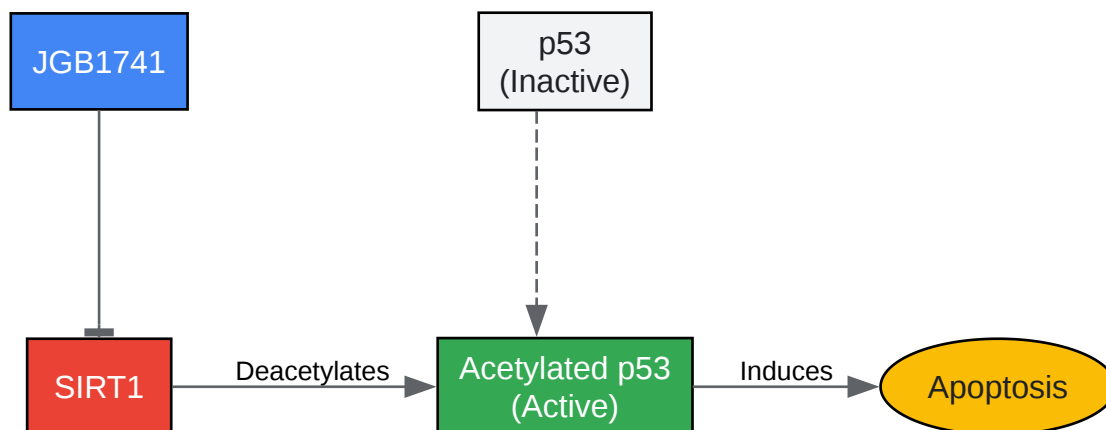 JGB1741
p53
(Inactive)
SIRT1
Deacetylates
Acetylated p53
(Active)
Induces
Apoptosis